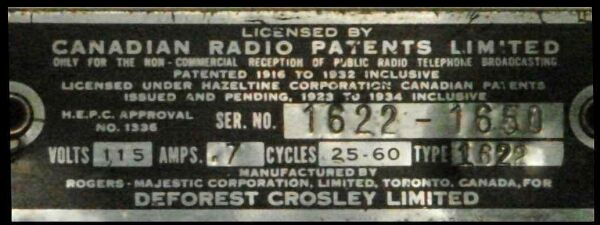 LICENSED BY
CANADIAN RADIO PATENTS LIMITED
ONLY FOR THE NON-COMMERCIAL RECEPTION OF PUBLIC RADIO TELEPHONE BROADCASTING
PATENTED 1916 TO 1932 INCLUSIVE
LICENSED UNDER HAZELTINE CORPORATION CANADIAN PATENTS
ISSUED AND PENDING, 1923 TO 1934 INCLUSIVE
H.E.P.C. APPROVAL
NO. 1336
SER. NO. 1622-1650
VOLTS 115 AMPS. .7 CYCLES 25-60 TYPE 1622
MANUFACTURED BY
ROGERS-MAJESTIC CORPORATION, LIMITED, TORONTO, CANADA, FOR
DEFOREST CROSLEY LIMITED